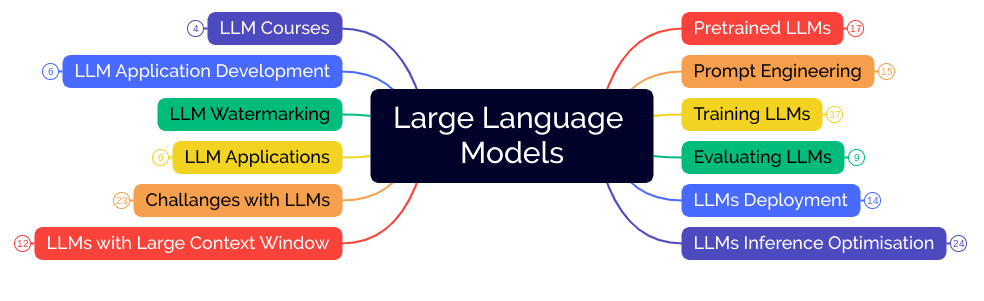 4
LLM Courses
6
LLM Application Development
LLM Watermarking
6
LLM Applications
23
Challanges with LLMs
12
LLMs with Large Context Window
Large Language
Models
Pretrained LLMs
17
Prompt Engineering
15
Training LLMs
37
Evaluating LLMs
9
LLMs Deployment
14
LLMs Inference Optimisation
24